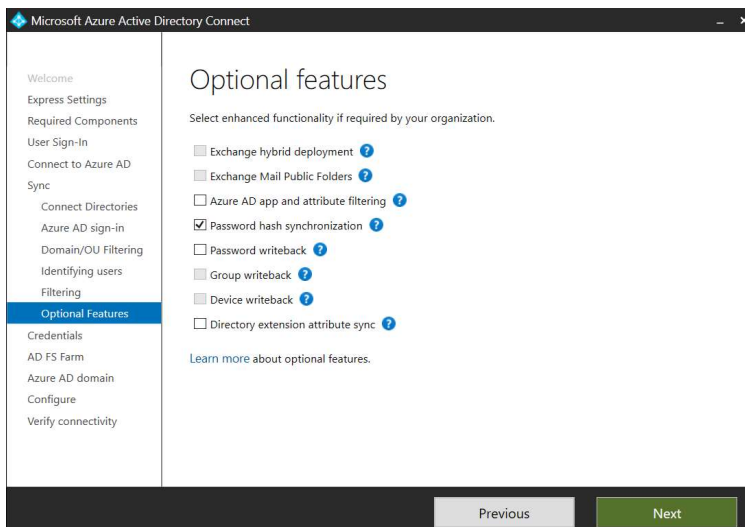 Microsoft Azure Active Directory Connect
Welcome
Express Settings
Required Components
User Sign-In
Connect to Azure AD
Sync
Connect Directories
Azure AD sign-in
Domain/OU Filtering
Identifying users
Filtering
Optional Features
Credentials
AD FS Farm
Azure AD domain
Configure
Verify connectivity
Optional features
Select enhanced functionality if required by your organization.
Exchange hybrid deployment ?
Exchange Mail Public Folders ?
Azure AD app and attribute filtering ?
Password hash synchronization ?
Password writeback ?
Group writeback ?
Device writeback ?
Directory extension attribute sync ?
Learn more about optional features.
Previous
Next